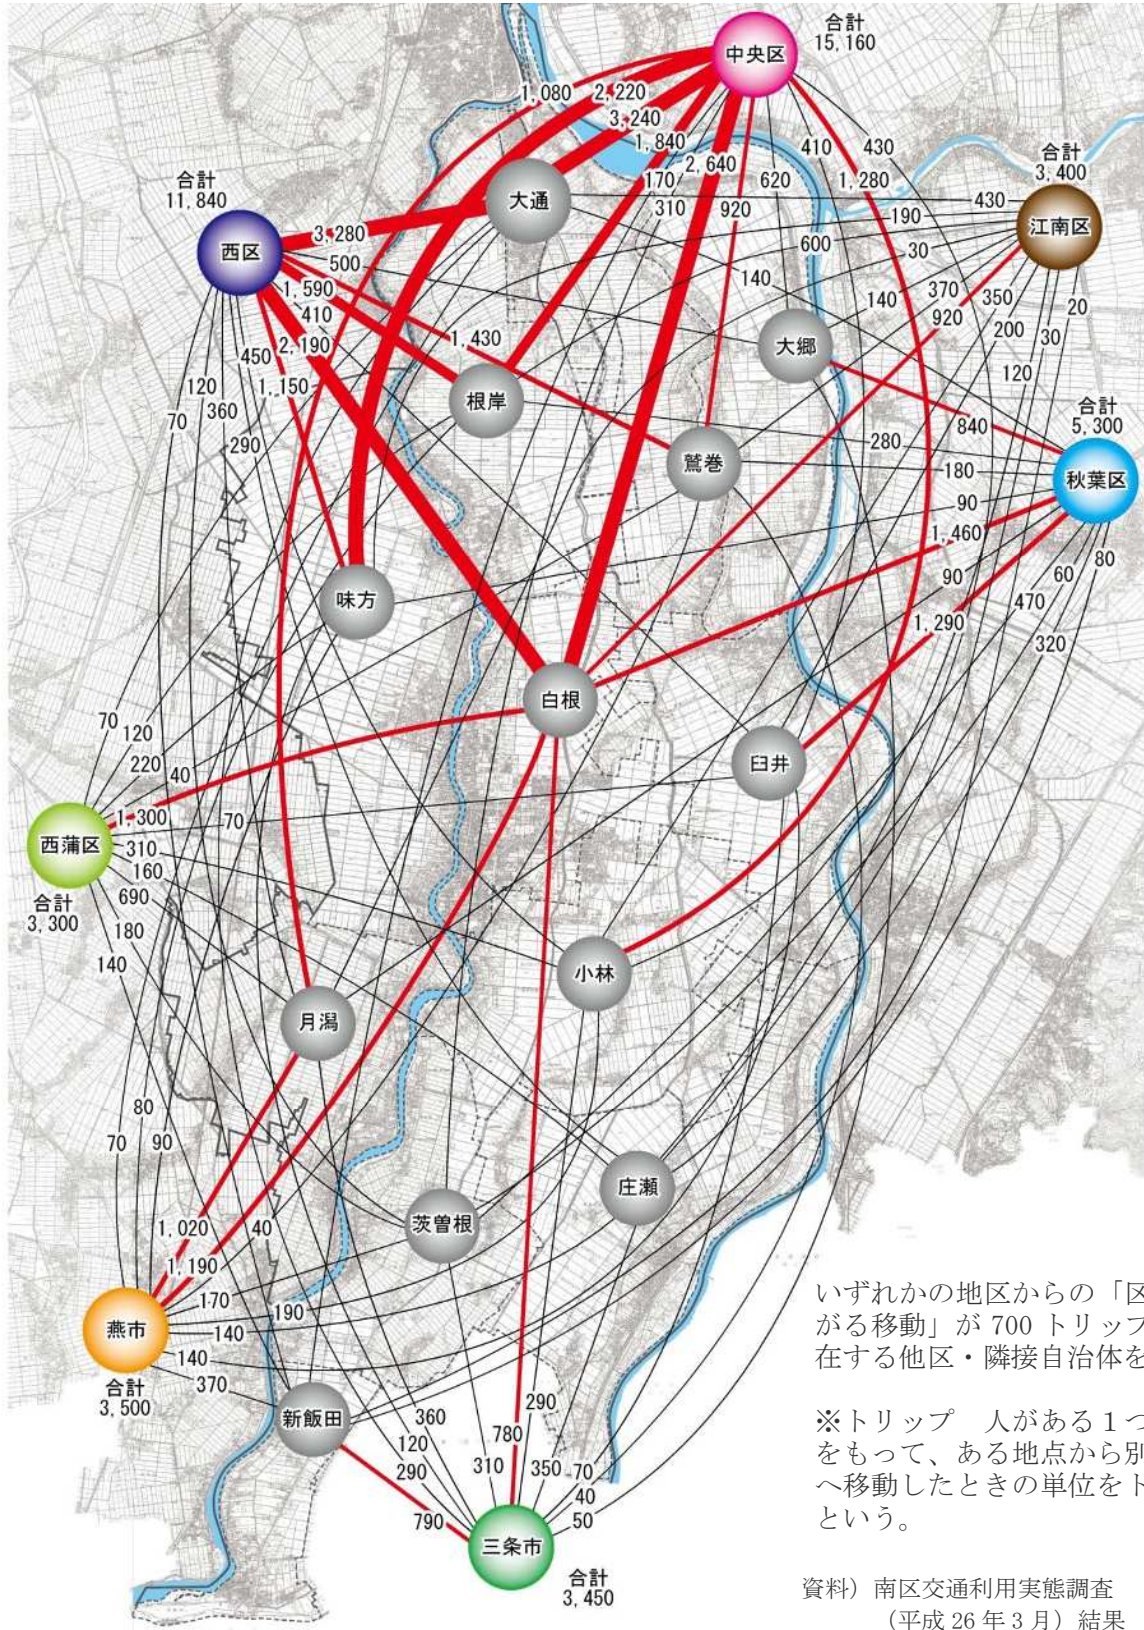 中央区
合計
15,160
1,080
2,220
3,240
1,840
2,640
170
310
920
620
410
430
1,280
合計
3,400
江南区
430
190
600
30
370
140
920
350
200
120
30
20
合計
11,840
西区
3,280
500
1,590
410
2,190
450
1,150
1,430
120
70
360
290
大通
140
大郷
根岸
鷲巻
合計
5,300
秋葉区
840
280
180
90
1,460
90
1,290
470
60
80
320
味方
白根
臼井
70
120
220
40
1,300
70
310
160
690
180
140
西蒲区
合計
3,300
小林
月潟
庄瀬
茨曽根
80
70
90
1,020
40
1,190
170
190
140
140
370
燕市
合計
3,500
新飯田
360
120
290
790
310
780
290
350
70
40
50
三条市
合計
3,450
いずれかの地区からの「区
がる移動」が 700 トリップ
在する他区・隣接自治体を
※トリップ　人がある１つ
をもって、ある地点から別
へ移動したときの単位をト
という。
資料）南区交通利用実態調査
（平成 26 年 3 月）結果